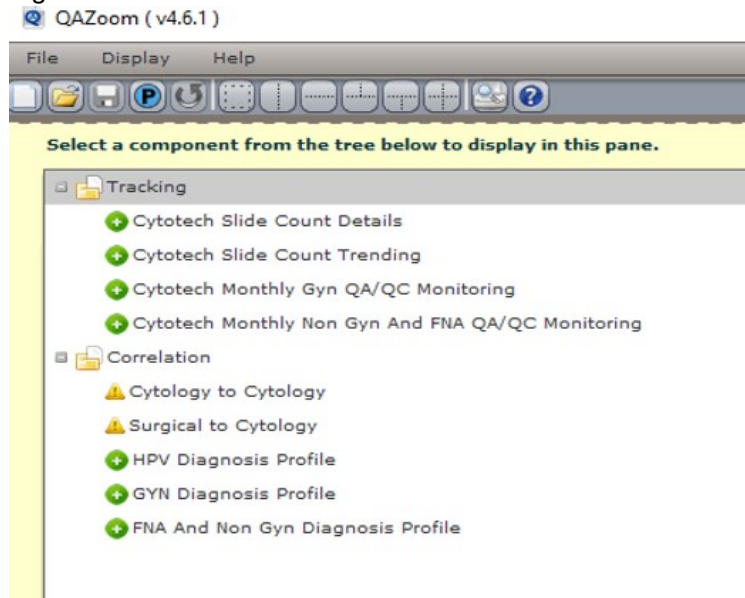 QAZoom ( v4.6.1 )
File Display Help
P ?
Select a component from the tree below to display in this pane.
Tracking
Cytotech Slide Count Details
Cytotech Slide Count Trending
Cytotech Monthly Gyn QA/QC Monitoring
Cytotech Monthly Non Gyn And FNA QA/QC Monitoring
Correlation
Cytology to Cytology
Surgical to Cytology
HPV Diagnosis Profile
GYN Diagnosis Profile
FNA And Non Gyn Diagnosis Profile